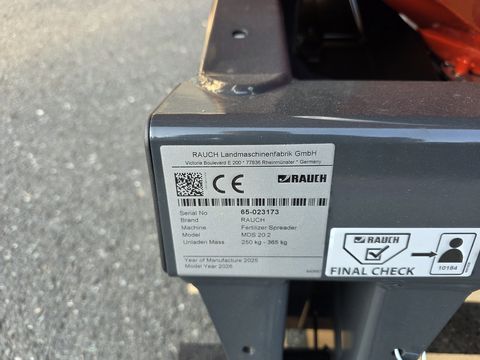 RAUCH Landmaschinenfabrik GmbH
Victoria Boulevard E 200 * 77836 Rheinmünster * Germany
CE RAUCH
Serial No 65-023173
Brand RAUCH
Machine Fertilizer Spreader
Model MDS 20.2
Unladen Mass 250 kg - 365 kg
Year of Manufacture 2025
Model Year 2026
RAUCH
FINAL CHECK
10184